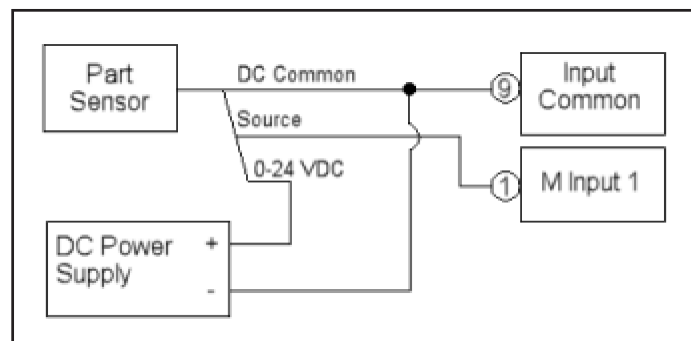 Part
Sensor
DC Common
9
Input
Common
Source
0-24 VDC
1
M Input 1
DC Power
Supply
+
-